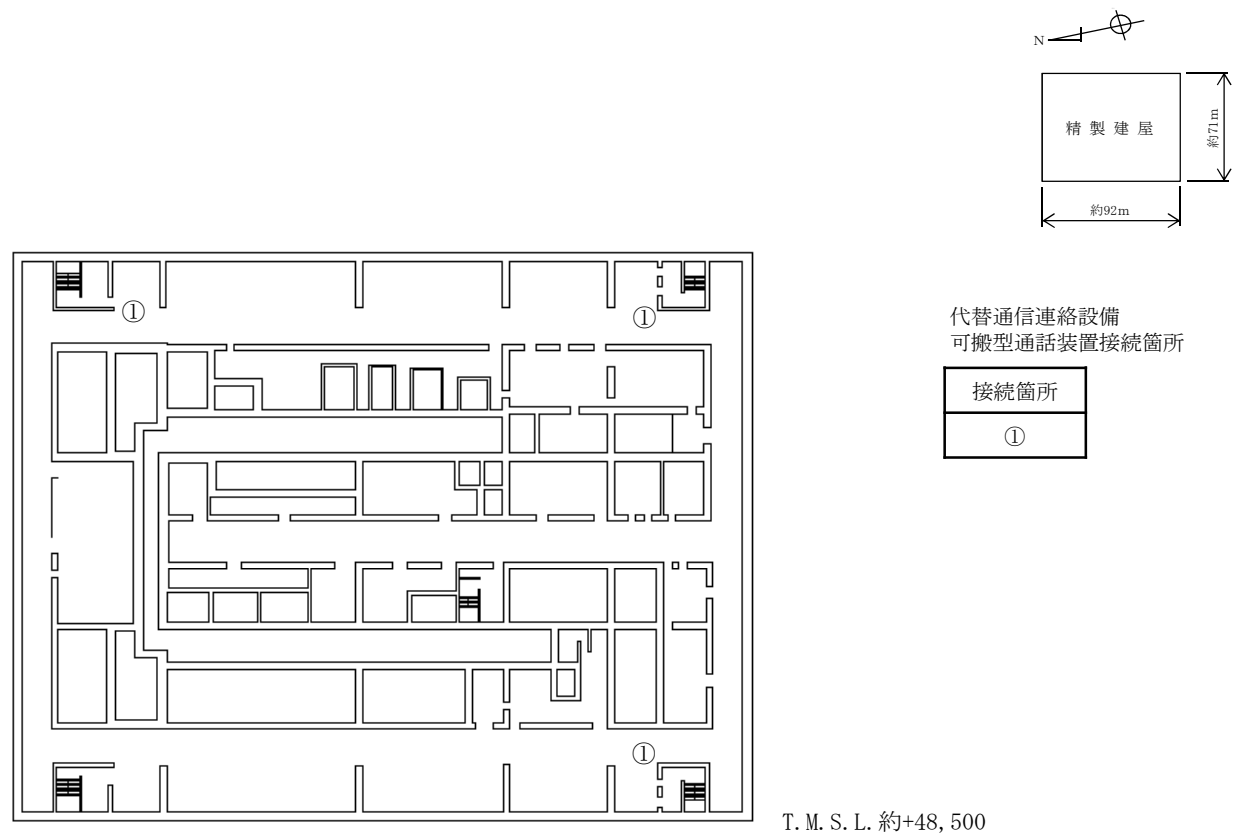 N
精製建屋
約71m
約92m
①
①
代替通信連絡設備
可搬型通話装置接続箇所
接続箇所
①
①
T.M.S.L.約+48,500